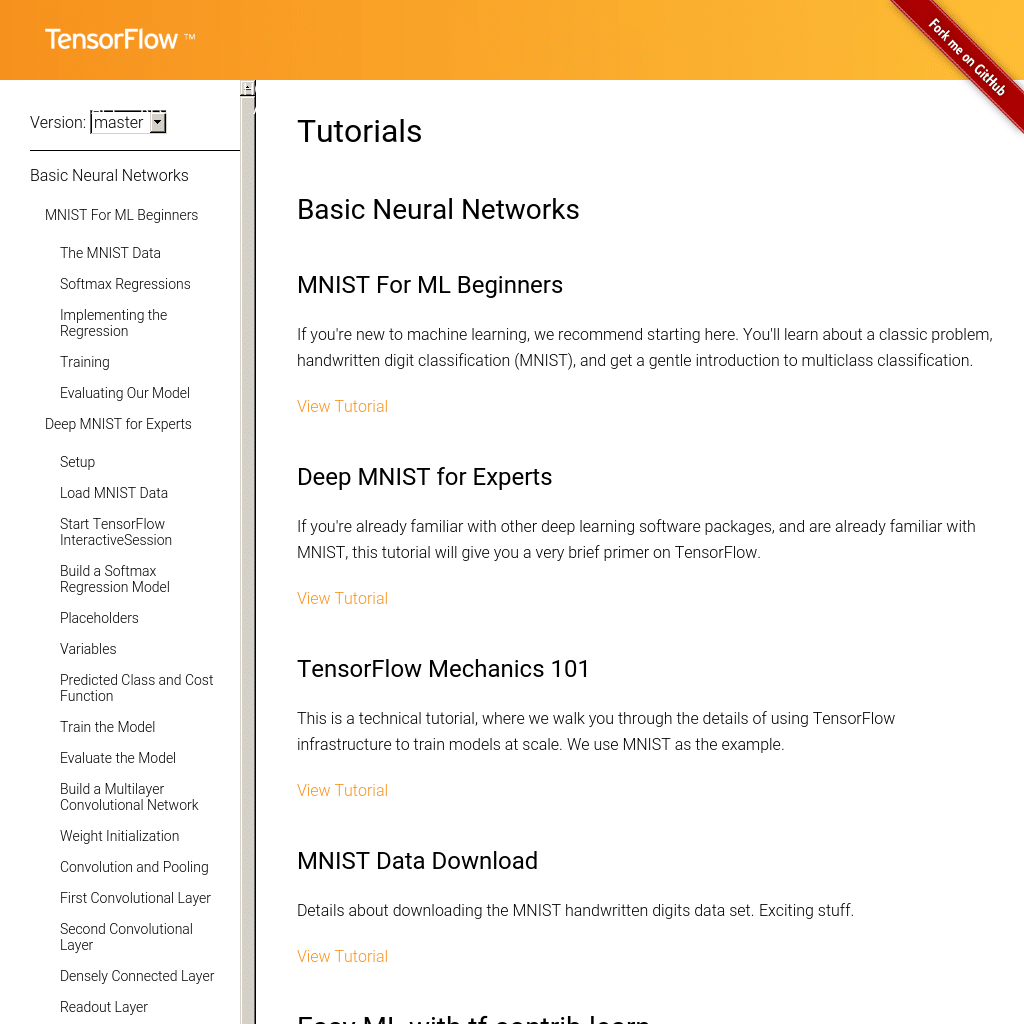 TensorFlow ™
Fork me on GitHub
Version: master
Basic Neural Networks
MNIST For ML Beginners
The MNIST Data
Softmax Regressions
Implementing the
Regression
Training
Evaluating Our Model
Deep MNIST for Experts
Setup
Load MNIST Data
Start TensorFlow
InteractiveSession
Build a Softmax
Regression Model
Placeholders
Variables
Predicted Class and Cost
Function
Train the Model
Evaluate the Model
Build a Multilayer
Convolutional Network
Weight Initialization
Convolution and Pooling
First Convolutional Layer
Second Convolutional
Layer
Densely Connected Layer
Readout Layer
Tutorials
Basic Neural Networks
MNIST For ML Beginners
If you're new to machine learning, we recommend starting here. You'll learn about a classic problem,
handwritten digit classification (MNIST), and get a gentle introduction to multiclass classification.
View Tutorial
Deep MNIST for Experts
If you're already familiar with other deep learning software packages, and are already familiar with
MNIST, this tutorial will give you a very brief primer on TensorFlow.
View Tutorial
TensorFlow Mechanics 101
This is a technical tutorial, where we walk you through the details of using TensorFlow
infrastructure to train models at scale. We use MNIST as the example.
View Tutorial
MNIST Data Download
Details about downloading the MNIST handwritten digits data set. Exciting stuff.
View Tutorial
Easy ML with tf.contrib.learn